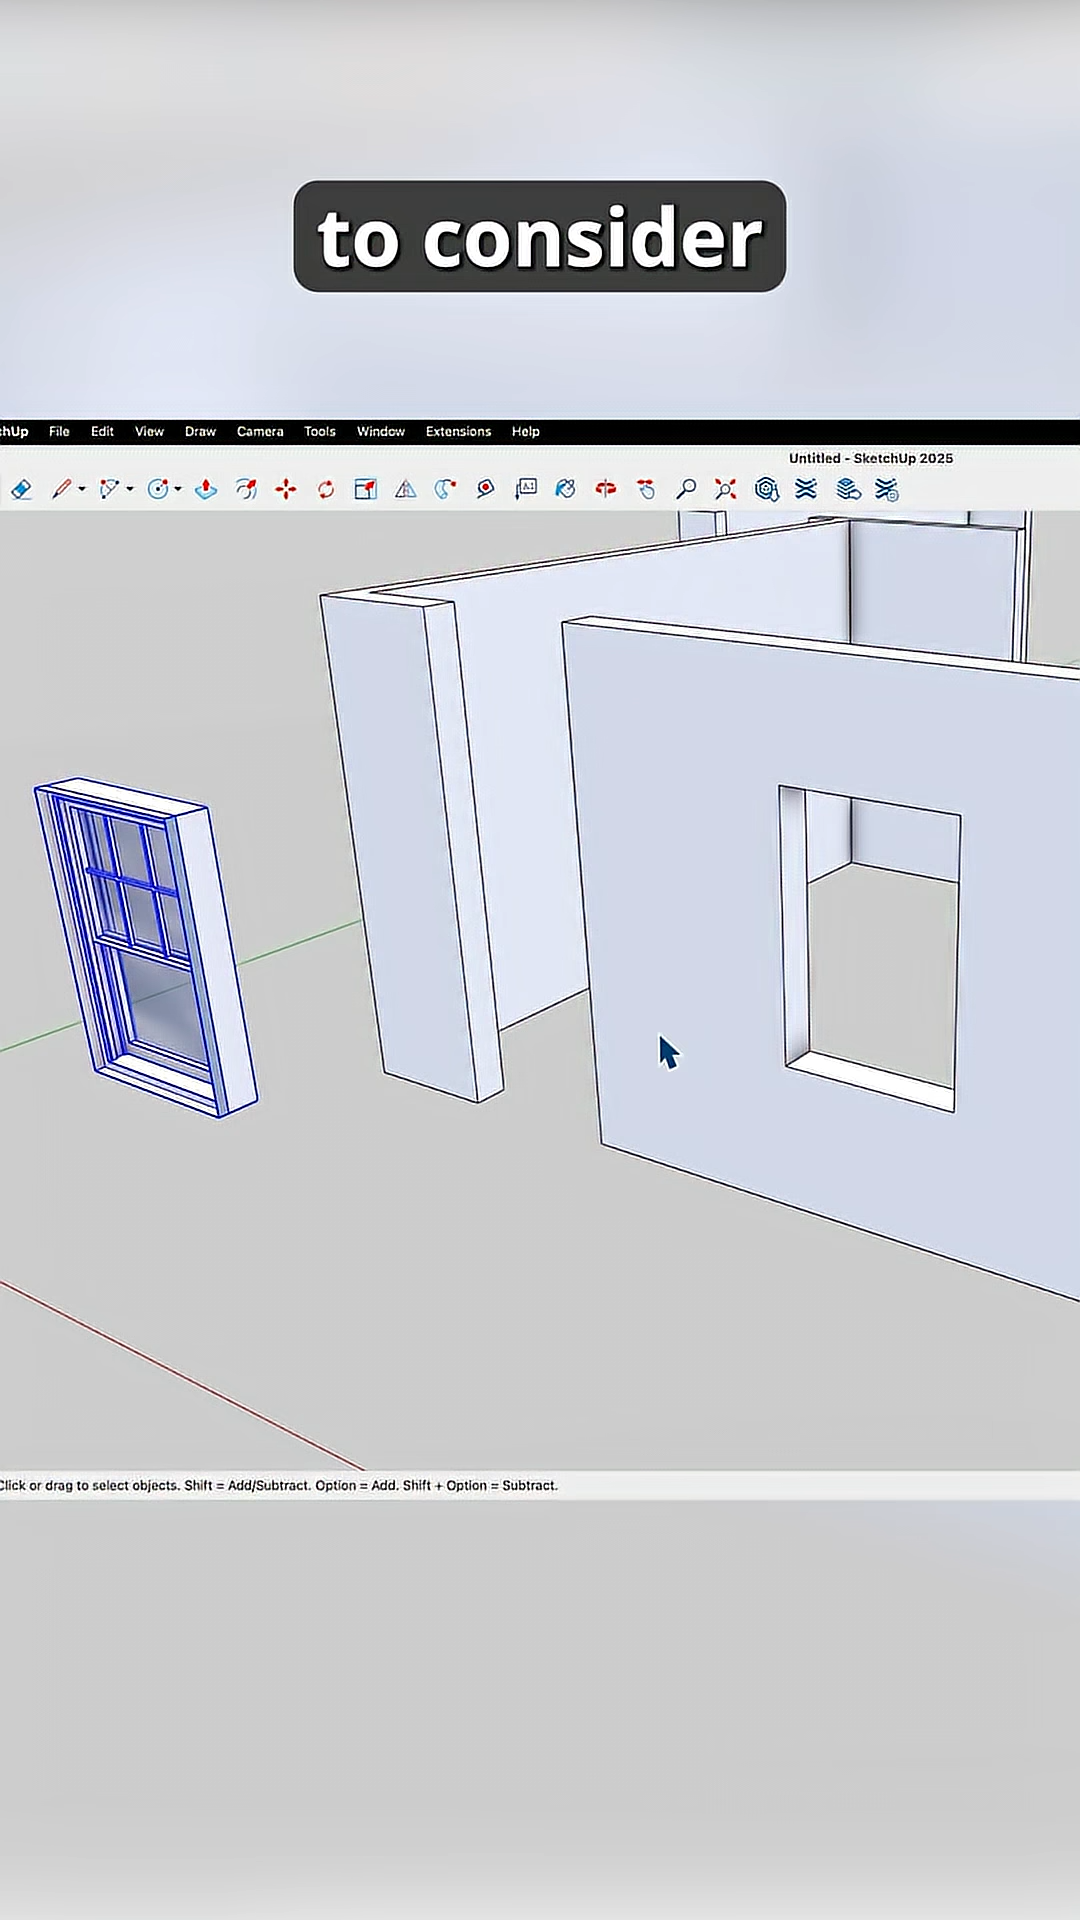 to consider
chUp File Edit View Draw Camera Tools Window Extensions Help
Untitled - SketchUp 2025
A1
Click or drag to select objects. Shift = Add/Subtract. Option = Add. Shift + Option = Subtract.